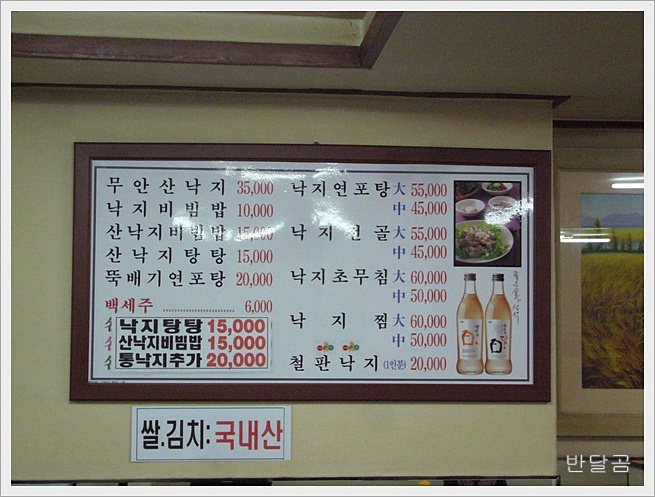 무안산낙지 35,000
낙지비빔밥 10,000
산낙지비빔밥 15,000
산낙지탕탕 15,000
뚝배기연포탕 20,000
백세주 ........................ 6,000
낙지탕탕 15,000
산낙지비빔밥 15,000
통낙지추가 20,000
낙지연포탕 大 55,000
中 45,000
낙지전골 大 55,000
中 45,000
낙지초무침 大 60,000
中 50,000
낙지찜 大 60,000
中 50,000
철판낙지 (1인분) 20,000
쌀.김치: 국내산
반달곰